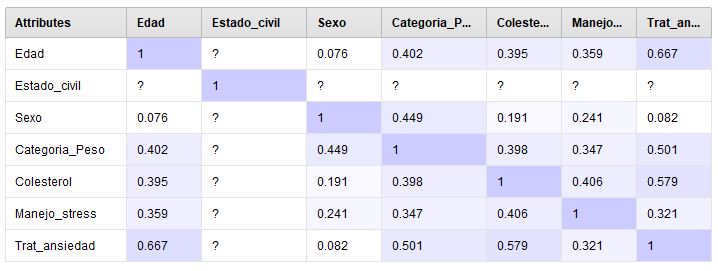 Attributes Edad Estado_civil Sexo Categoria_P... Coleste... Manejo... Trat_an...
Edad 1 ? 0.076 0.402 0.395 0.359 0.667
Estado_civil ? 1 ? ? ? ? ?
Sexo 0.076 ? 1 0.449 0.191 0.241 0.082
Categoria_Peso 0.402 ? 0.449 1 0.398 0.347 0.501
Colesterol 0.395 ? 0.191 0.398 1 0.406 0.579
Manejo_stress 0.359 ? 0.241 0.347 0.406 1 0.321
Trat_ansiedad 0.667 ? 0.082 0.501 0.579 0.321 1